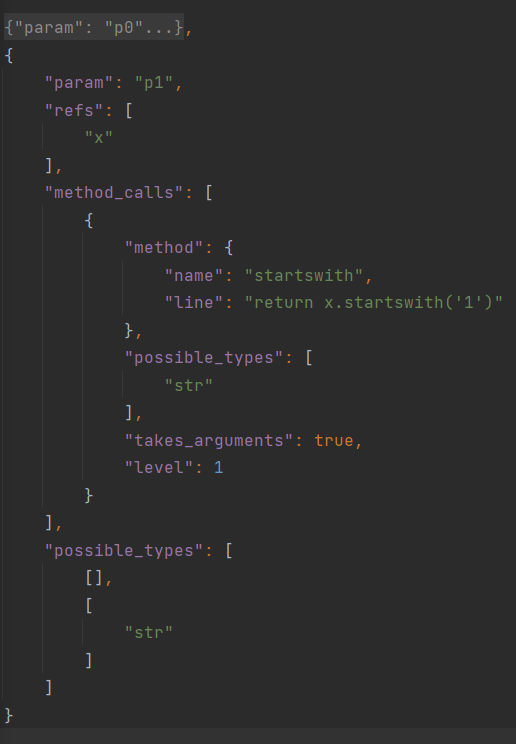 {"param": "p0"...},
{
    "param": "p1",
    "refs": [
        "x"
    ],
    "method_calls": [
        {
            "method": {
                "name": "startswith",
                "line": "return x.startswith('1')"
            },
            "possible_types": [
                "str"
            ],
            "takes_arguments": true,
            "level": 1
        }
    ],
    "possible_types": [
        [],
        [
            "str"
        ]
    ]
}